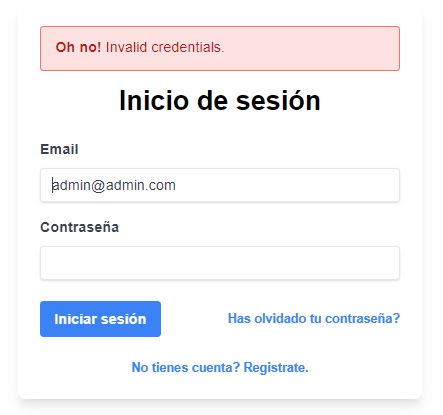 Oh no! Invalid credentials.
Inicio de sesión
Email
admin@admin.com
Contraseña
Iniciar sesión
Has olvidado tu contraseña?
No tienes cuenta? Registrate.